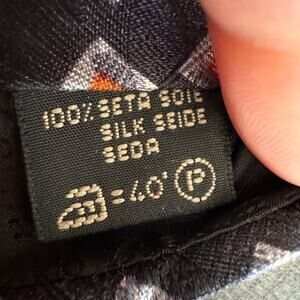 100% SETA SOIE
SILK SEIDE
SEDA
= 40° P